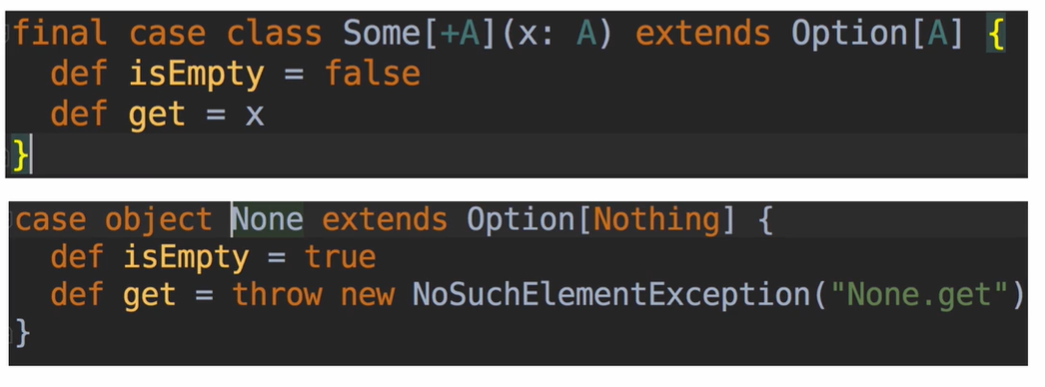 final case class Some[+A](x: A) extends Option[A] {
  def isEmpty = false
  def get = x
}
case object None extends Option[Nothing] {
  def isEmpty = true
  def get = throw new NoSuchElementException("None.get")
}